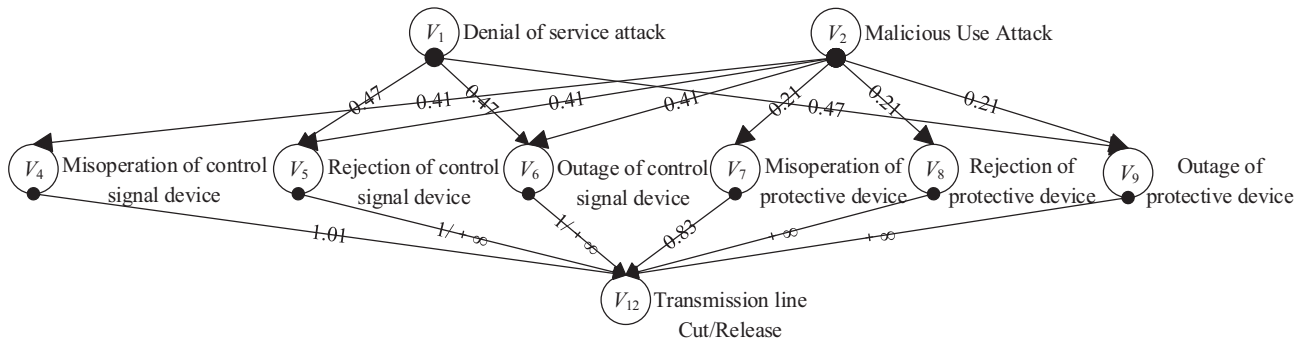 V1 Denial of service attack
V2 Malicious Use Attack
0.47
0.41
0.41
0.47
0.41
0.21
0.21
0.47
0.21
V4 Misoperation of control
signal device
V5 Rejection of control
signal device
V6 Outage of control
signal device
V7 Misoperation of
protective device
V8 Rejection of
protective device
V9 Outage of
protective device
1.01
1/+∞
1/+∞
0.83
+∞
+∞
V12 Transmission line
Cut/Release